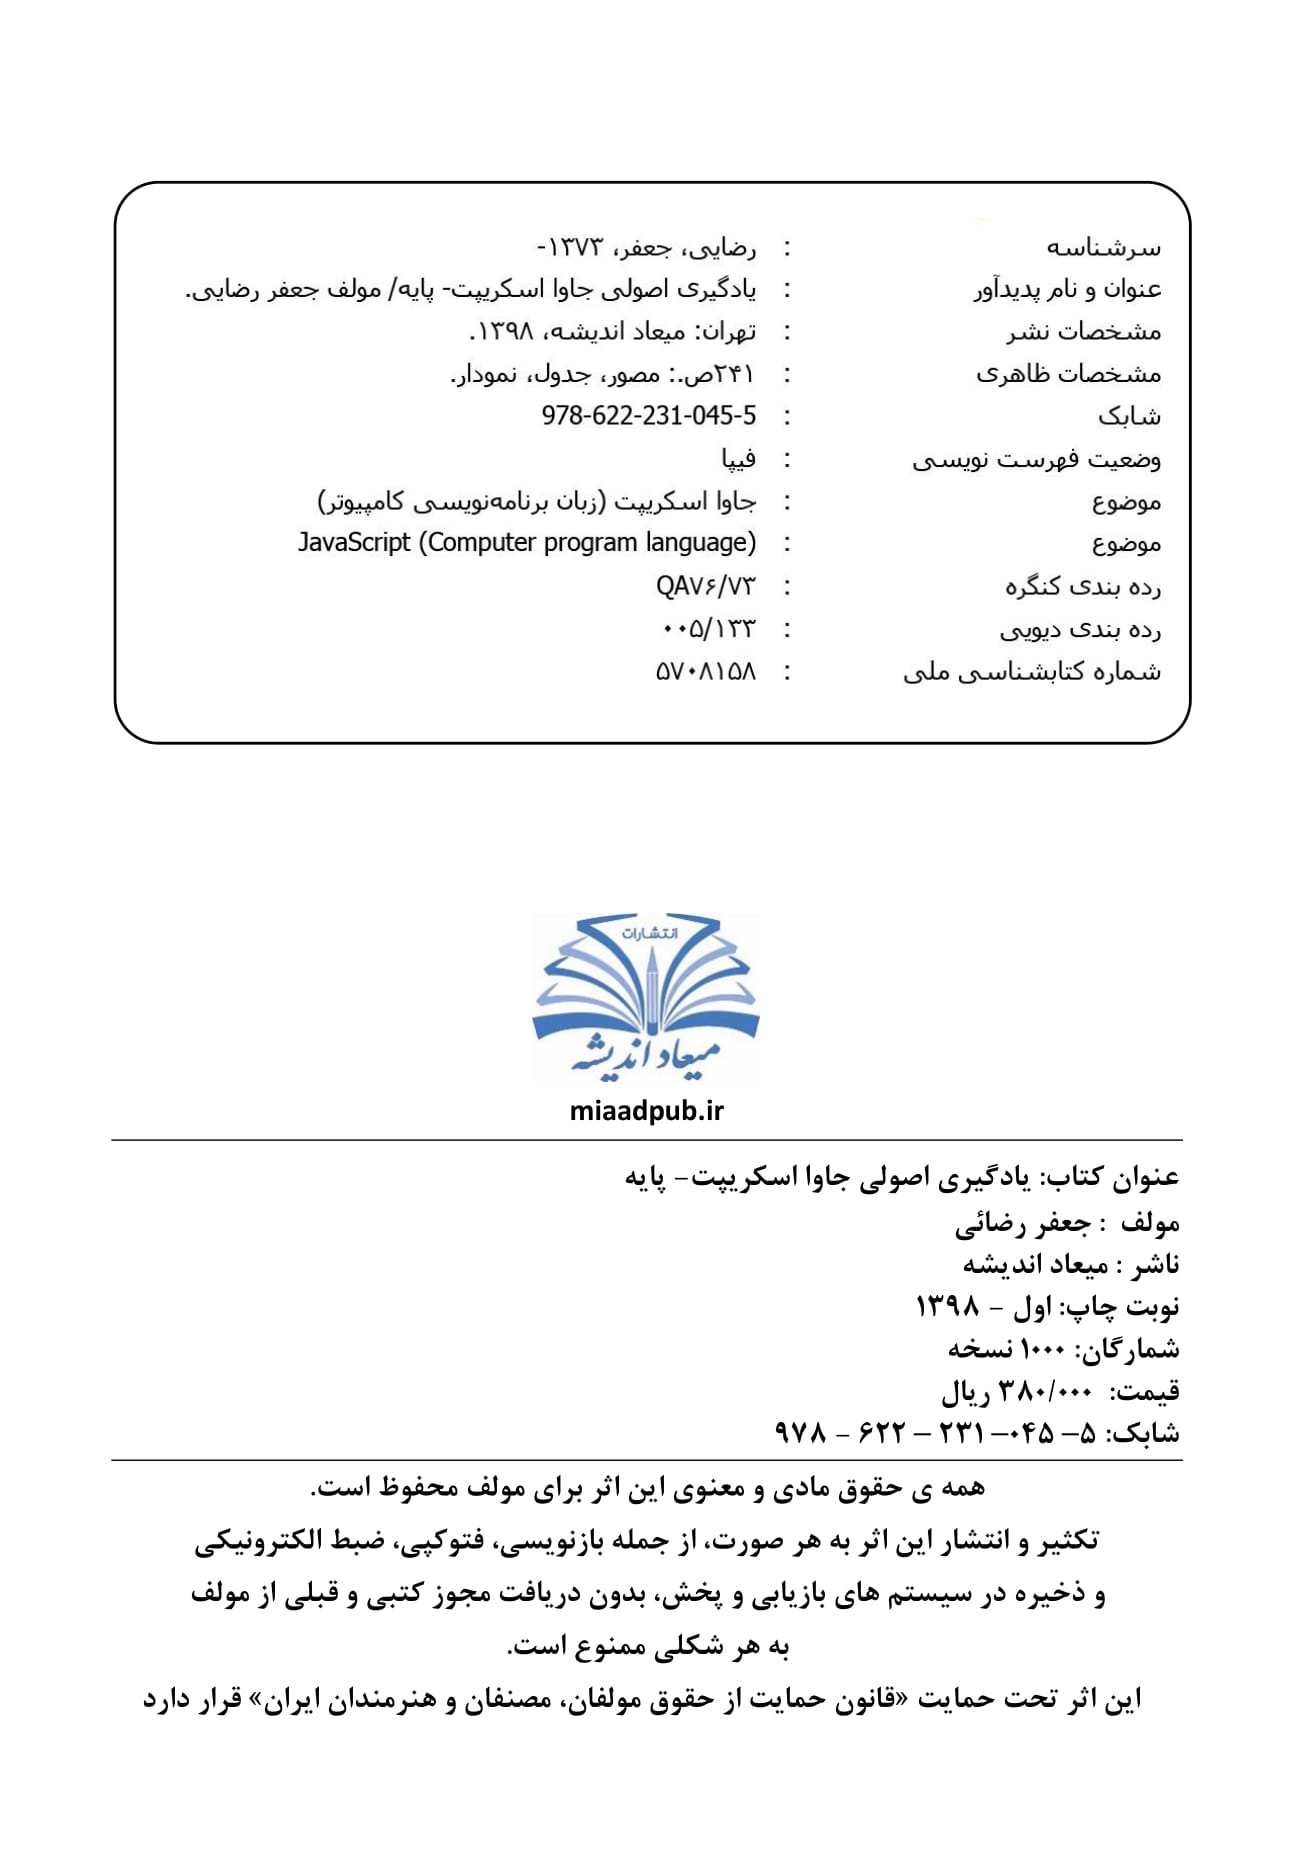 سرشناسه : رضایی، جعفر، ۱۳۷۳-
عنوان و نام پدیدآور : یادگیری اصولی جاوا اسکریپت- پایه/ مولف جعفر رضایی.
مشخصات نشر : تهران: میعاد اندیشه، ۱۳۹۸.
مشخصات ظاهری : ۲۴۱ص.: مصور، جدول، نمودار.
شابک : 978-622-231-045-5
وضعیت فهرست نویسی : فیپا
موضوع : جاوا اسکریپت (زبان برنامه‌نویسی کامپیوتر)
موضوع : JavaScript (Computer program language)
رده بندی کنگره : QA۷۶/۷۳
رده بندی دیویی : ۰۰۵/۱۳۳
شماره کتابشناسی ملی : ۵۷۰۸۱۵۸
انتشارات
میعاد اندیشه
miaadpub.ir
عنوان کتاب: یادگیری اصولی جاوا اسکریپت- پایه
مولف : جعفر رضائی
ناشر : میعاد اندیشه
نوبت چاپ: اول - ۱۳۹۸
شمارگان: ۱۰۰۰ نسخه
قیمت: ۳۸۰/۰۰۰ ریال
شابک: ۵– ۰۴۵– ۲۳۱ – ۶۲۲ - ۹۷۸
همه ی حقوق مادی و معنوی این اثر برای مولف محفوظ است.
تکثیر و انتشار این اثر به هر صورت، از جمله بازنویسی، فتوکپی، ضبط الکترونیکی
و ذخیره در سیستم های بازیابی و پخش، بدون دریافت مجوز کتبی و قبلی از مولف
به هر شکلی ممنوع است.
این اثر تحت حمایت «قانون حمایت از حقوق مولفان، مصنفان و هنرمندان ایران» قرار دارد